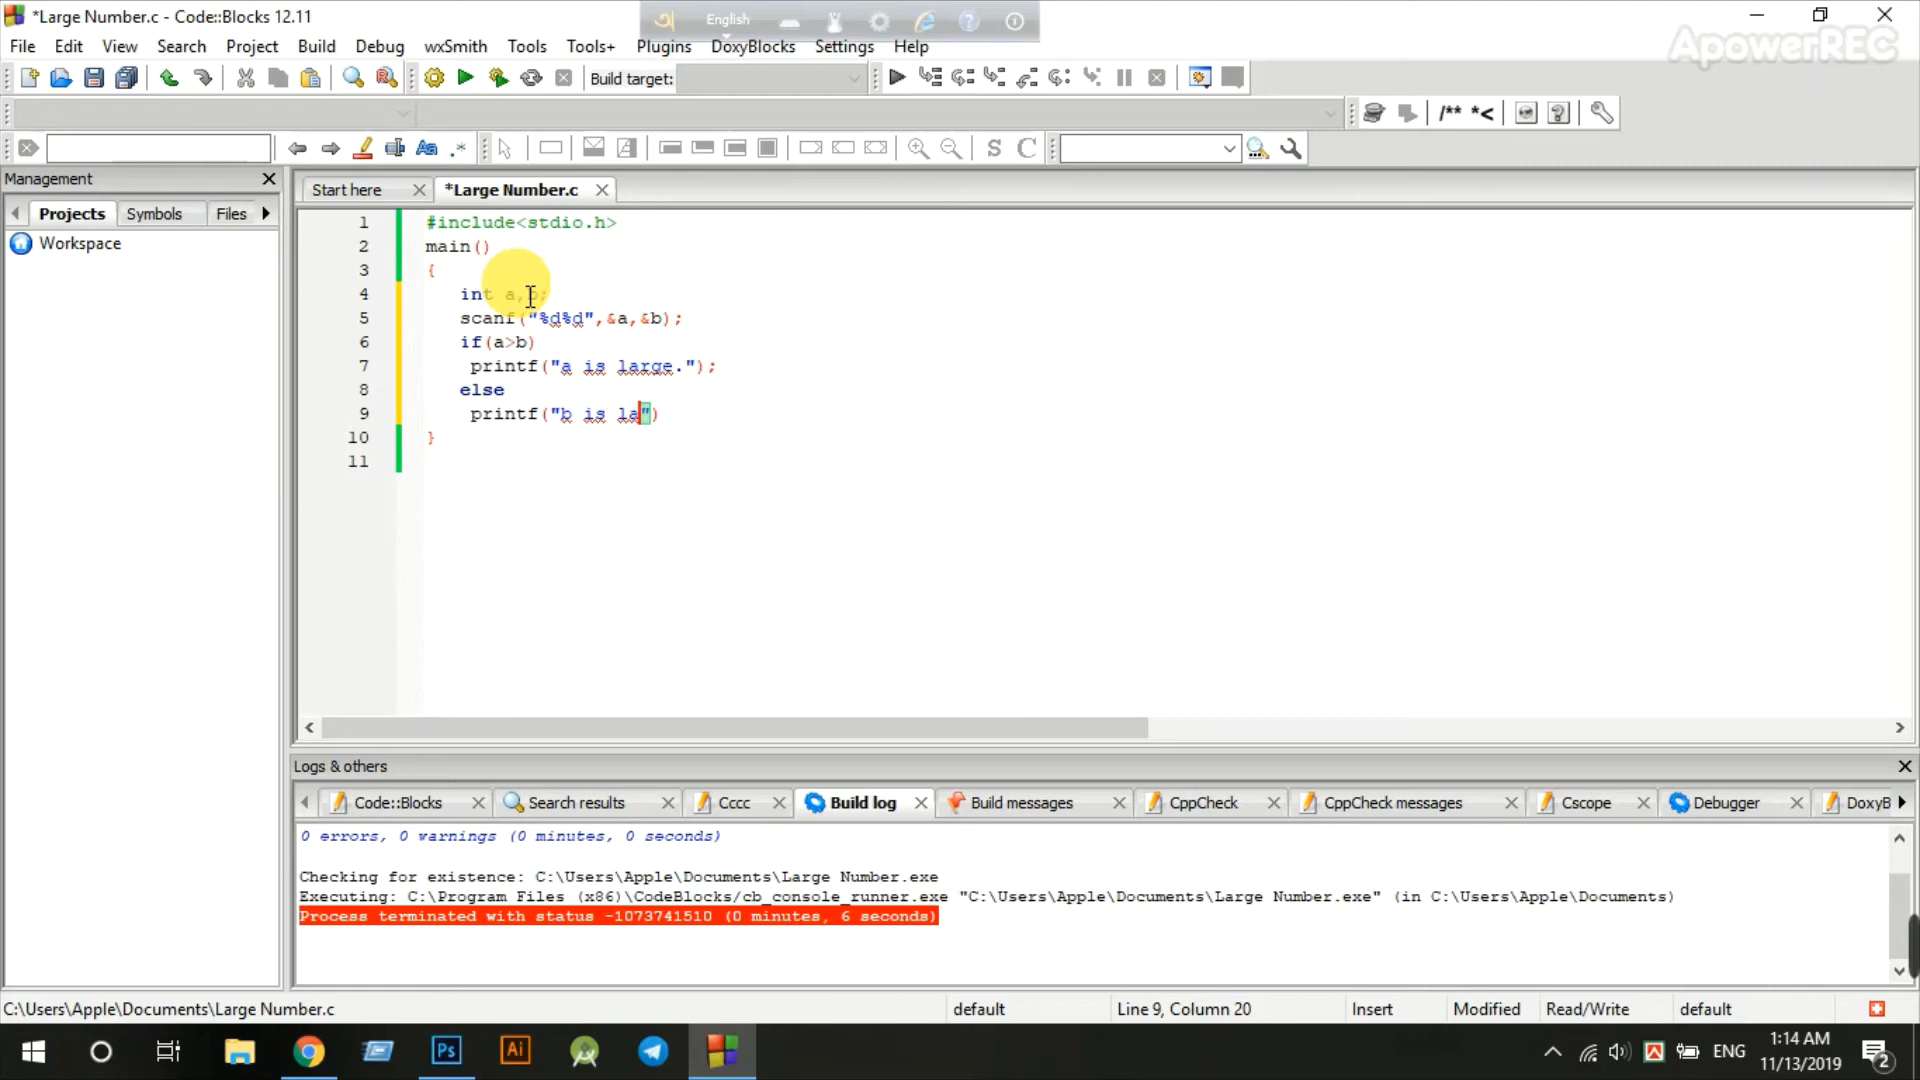 *Large Number.c - Code::Blocks 12.11
English
ApowerREC
File Edit View Search Project Build Debug wxSmith Tools Tools+ Plugins DoxyBlocks Settings Help
Build target:
/** *<
S C
Management
Projects Symbols Files
Workspace
Start here *Large Number.c
1 #include<stdio.h>
2 main()
3 {
4 int a,b;
5 scanf("%d%d",&a,&b);
6 if(a>b)
7 printf("a is large.");
8 else
9 printf("b is la")
10 }
11
Logs & others
Code::Blocks Search results Cccc Build log Build messages CppCheck CppCheck messages Cscope Debugger DoxyB
0 errors, 0 warnings (0 minutes, 0 seconds)
Checking for existence: C:\Users\Apple\Documents\Large Number.exe
Executing: C:\Program Files (x86)\CodeBlocks/cb_console_runner.exe "C:\Users\Apple\Documents\Large Number.exe" (in C:\Users\Apple\Documents)
Process terminated with status -1073741510 (0 minutes, 6 seconds)
C:\Users\Apple\Documents\Large Number.c default Line 9, Column 20 Insert Modified Read/Write default
Ps Ai ENG
1:14 AM
11/13/2019
2